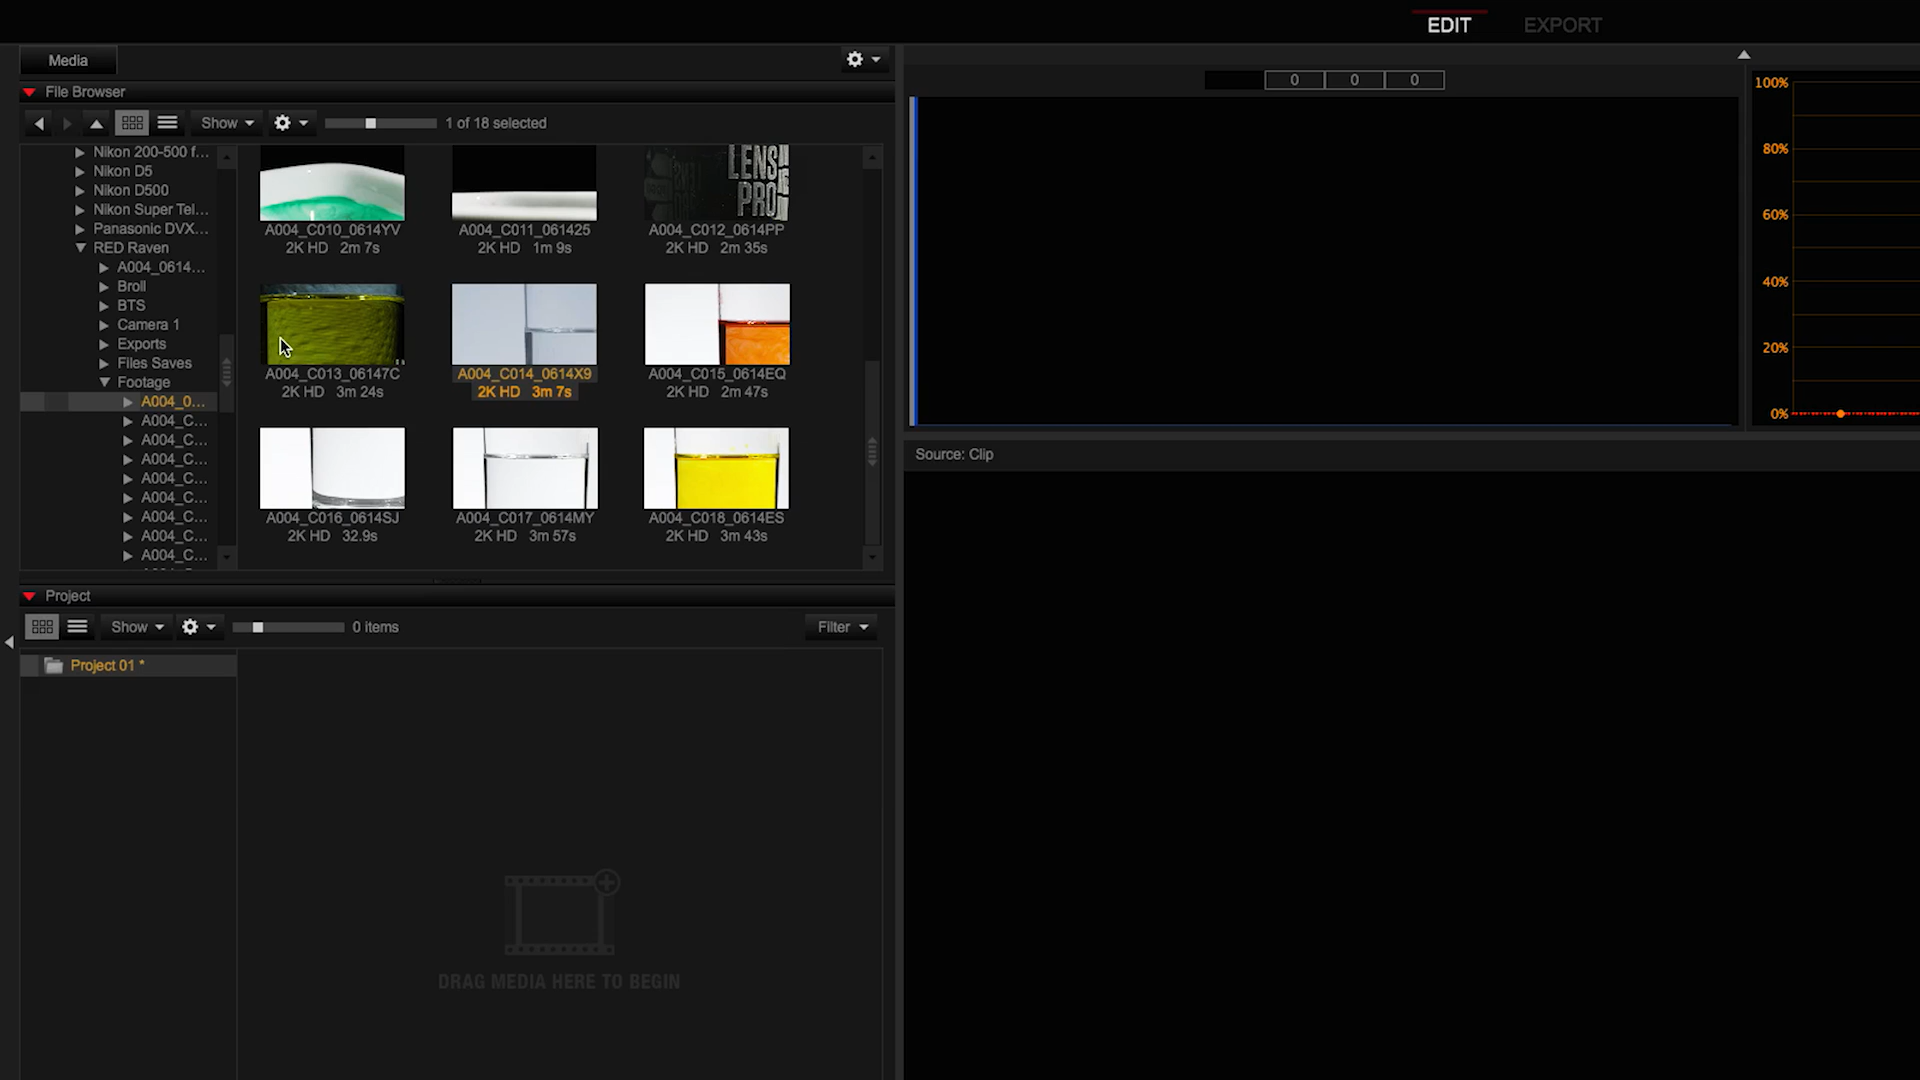 EDIT EXPORT
Media
File Browser
Show 1 of 18 selected
0 0 0
Nikon 200-500 f...
Nikon D5
Nikon D500
Nikon Super Tel...
Panasonic DVX...
RED Raven
A004_0614...
Broll
BTS
Camera 1
Exports
Files Saves
Footage
A004_0...
A004_C...
A004_C...
A004_C...
A004_C...
A004_C...
A004_C...
A004_C...
A004_C...
LENS
PRO
A004_C010_0614YV
2K HD 2m 7s
A004_C011_061425
2K HD 1m 9s
A004_C012_0614PP
2K HD 2m 35s
A004_C013_06147C
2K HD 3m 24s
A004_C014_0614X9
2K HD 3m 7s
A004_C015_0614EQ
2K HD 2m 47s
A004_C016_0614SJ
2K HD 32.9s
A004_C017_0614MY
2K HD 3m 57s
A004_C018_0614ES
2K HD 3m 43s
100%
80%
60%
40%
20%
0%
Source: Clip
Project
Show 0 items Filter
Project 01 *
DRAG MEDIA HERE TO BEGIN